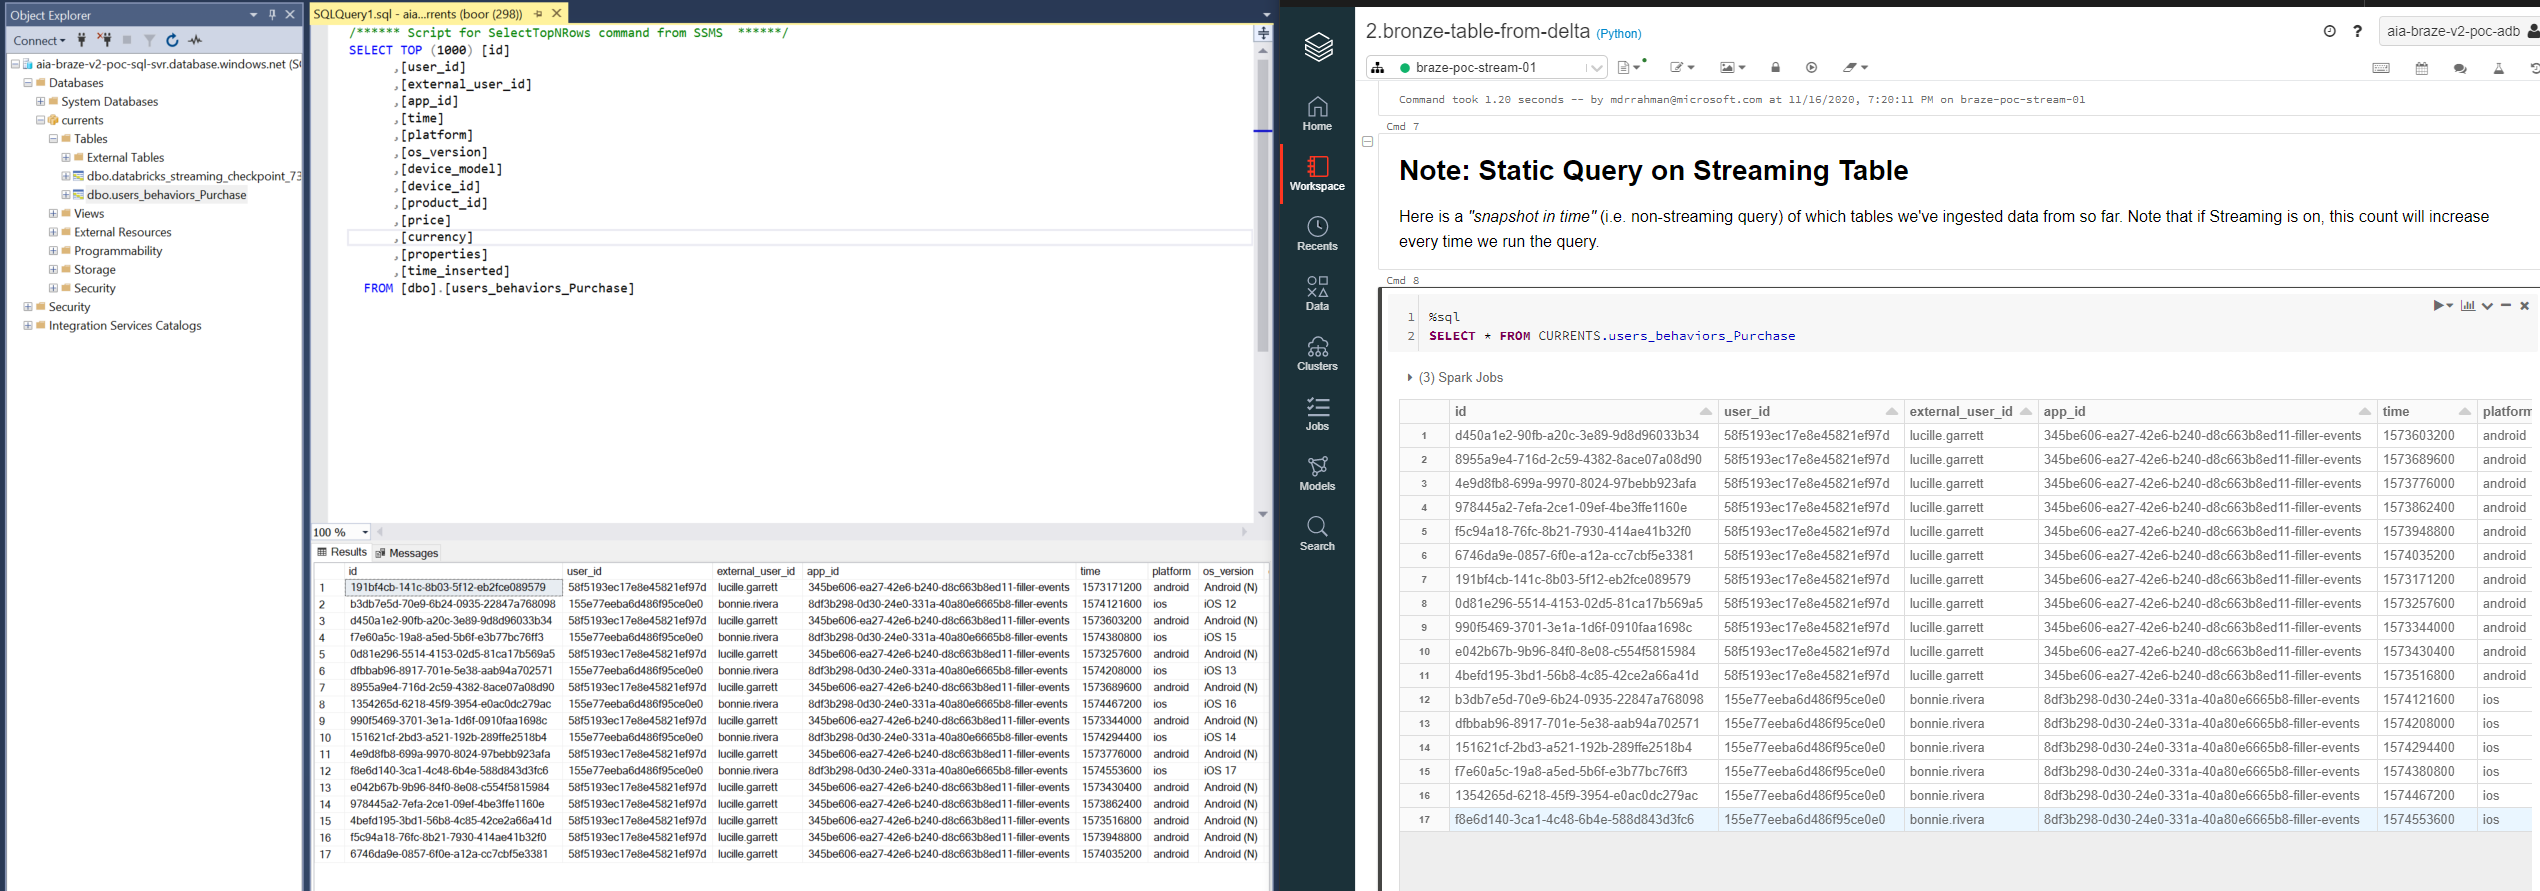 Object Explorer
Connect
aia-braze-v2-poc-sql-svr.database.windows.net (SC
Databases
System Databases
currents
Tables
External Tables
dbo.databricks_streaming_checkpoint_73
dbo.users_behaviors_Purchase
Views
External Resources
Programmability
Storage
Security
Security
Integration Services Catalogs
SQLQuery1.sql - aia...rrents (boor (298))
/****** Script for SelectTopNRows command from SSMS ******/
SELECT TOP (1000) [id]
,[user_id]
,[external_user_id]
,[app_id]
,[time]
,[platform]
,[os_version]
,[device_model]
,[device_id]
,[product_id]
,[price]
,[currency]
,[properties]
,[time_inserted]
FROM [dbo].[users_behaviors_Purchase]
100 %
Results Messages
id user_id external_user_id app_id time platform os_version
1 191bf4cb-141c-8b03-5f12-eb2fce089579 58f5193ec17e8e45821ef97d lucille.garrett 345be606-ea27-42e6-b240-d8c663b8ed11-filler-events 1573171200 android Android (N)
2 b3db7e5d-70e9-6b24-0935-22847a768098 155e77eeba6d486f95ce0e0 bonnie.rivera 8df3b298-0d30-24e0-331a-40a80e6665b8-filler-events 1574121600 ios iOS 12
3 d450a1e2-90fb-a20c-3e89-9d8d96033b34 58f5193ec17e8e45821ef97d lucille.garrett 345be606-ea27-42e6-b240-d8c663b8ed11-filler-events 1573603200 android Android (N)
4 f7e60a5c-19a8-a5ed-5b6f-e3b77bc76ff3 155e77eeba6d486f95ce0e0 bonnie.rivera 8df3b298-0d30-24e0-331a-40a80e6665b8-filler-events 1574380800 ios iOS 15
5 0d81e296-5514-4153-02d5-81ca17b569a5 58f5193ec17e8e45821ef97d lucille.garrett 345be606-ea27-42e6-b240-d8c663b8ed11-filler-events 1573257600 android Android (N)
6 dfbbab96-8917-701e-5e38-aab94a702571 155e77eeba6d486f95ce0e0 bonnie.rivera 8df3b298-0d30-24e0-331a-40a80e6665b8-filler-events 1574208000 ios iOS 13
7 8955a9e4-716d-2c59-4382-8ace07a08d90 58f5193ec17e8e45821ef97d lucille.garrett 345be606-ea27-42e6-b240-d8c663b8ed11-filler-events 1573689600 android Android (N)
8 1354265d-6218-45f9-3954-e0ac0dc279ac 155e77eeba6d486f95ce0e0 bonnie.rivera 8df3b298-0d30-24e0-331a-40a80e6665b8-filler-events 1574467200 ios iOS 16
9 990f5469-3701-3e1a-1d6f-0910faa1698c 58f5193ec17e8e45821ef97d lucille.garrett 345be606-ea27-42e6-b240-d8c663b8ed11-filler-events 1573344000 android Android (N)
10 151621cf-2bd3-a521-192b-289ffe2518b4 155e77eeba6d486f95ce0e0 bonnie.rivera 8df3b298-0d30-24e0-331a-40a80e6665b8-filler-events 1574294400 ios iOS 14
11 4e9d8fb8-699a-9970-8024-97bebb923afa 58f5193ec17e8e45821ef97d lucille.garrett 345be606-ea27-42e6-b240-d8c663b8ed11-filler-events 1573776000 android Android (N)
12 f8e6d140-3ca1-4c48-6b4e-588d843d3fc6 155e77eeba6d486f95ce0e0 bonnie.rivera 8df3b298-0d30-24e0-331a-40a80e6665b8-filler-events 1574553600 ios iOS 17
13 e042b67b-9b96-84f0-8e08-c554f5815984 58f5193ec17e8e45821ef97d lucille.garrett 345be606-ea27-42e6-b240-d8c663b8ed11-filler-events 1573430400 android Android (N)
14 978445a2-7efa-2ce1-09ef-4be3ffe1160e 58f5193ec17e8e45821ef97d lucille.garrett 345be606-ea27-42e6-b240-d8c663b8ed11-filler-events 1573862400 android Android (N)
15 4befd195-3bd1-56b8-4c85-42ce2a66a41d 58f5193ec17e8e45821ef97d lucille.garrett 345be606-ea27-42e6-b240-d8c663b8ed11-filler-events 1573516800 android Android (N)
16 f5c94a18-76fc-8b21-7930-414ae41b32f0 58f5193ec17e8e45821ef97d lucille.garrett 345be606-ea27-42e6-b240-d8c663b8ed11-filler-events 1573948800 android Android (N)
17 6746da9e-0857-6f0e-a12a-cc7cbf5e3381 58f5193ec17e8e45821ef97d lucille.garrett 345be606-ea27-42e6-b240-d8c663b8ed11-filler-events 1574035200 android Android (N)
Home
Workspace
Recents
Data
Clusters
Jobs
Models
Search
2.bronze-table-from-delta (Python)
? aia-braze-v2-poc-adb
braze-poc-stream-01
Command took 1.20 seconds -- by mdrrahman@microsoft.com at 11/16/2020, 7:20:11 PM on braze-poc-stream-01
Cmd 7
Note: Static Query on Streaming Table
Here is a "snapshot in time" (i.e. non-streaming query) of which tables we've ingested data from so far. Note that if Streaming is on, this count will increase
every time we run the query.
Cmd 8
1 %sql
2 SELECT * FROM CURRENTS.users_behaviors_Purchase
(3) Spark Jobs
id user_id external_user_id app_id time platform
1 d450a1e2-90fb-a20c-3e89-9d8d96033b34 58f5193ec17e8e45821ef97d lucille.garrett 345be606-ea27-42e6-b240-d8c663b8ed11-filler-events 1573603200 android
2 8955a9e4-716d-2c59-4382-8ace07a08d90 58f5193ec17e8e45821ef97d lucille.garrett 345be606-ea27-42e6-b240-d8c663b8ed11-filler-events 1573689600 android
3 4e9d8fb8-699a-9970-8024-97bebb923afa 58f5193ec17e8e45821ef97d lucille.garrett 345be606-ea27-42e6-b240-d8c663b8ed11-filler-events 1573776000 android
4 978445a2-7efa-2ce1-09ef-4be3ffe1160e 58f5193ec17e8e45821ef97d lucille.garrett 345be606-ea27-42e6-b240-d8c663b8ed11-filler-events 1573862400 android
5 f5c94a18-76fc-8b21-7930-414ae41b32f0 58f5193ec17e8e45821ef97d lucille.garrett 345be606-ea27-42e6-b240-d8c663b8ed11-filler-events 1573948800 android
6 6746da9e-0857-6f0e-a12a-cc7cbf5e3381 58f5193ec17e8e45821ef97d lucille.garrett 345be606-ea27-42e6-b240-d8c663b8ed11-filler-events 1574035200 android
7 191bf4cb-141c-8b03-5f12-eb2fce089579 58f5193ec17e8e45821ef97d lucille.garrett 345be606-ea27-42e6-b240-d8c663b8ed11-filler-events 1573171200 android
8 0d81e296-5514-4153-02d5-81ca17b569a5 58f5193ec17e8e45821ef97d lucille.garrett 345be606-ea27-42e6-b240-d8c663b8ed11-filler-events 1573257600 android
9 990f5469-3701-3e1a-1d6f-0910faa1698c 58f5193ec17e8e45821ef97d lucille.garrett 345be606-ea27-42e6-b240-d8c663b8ed11-filler-events 1573344000 android
10 e042b67b-9b96-84f0-8e08-c554f5815984 58f5193ec17e8e45821ef97d lucille.garrett 345be606-ea27-42e6-b240-d8c663b8ed11-filler-events 1573430400 android
11 4befd195-3bd1-56b8-4c85-42ce2a66a41d 58f5193ec17e8e45821ef97d lucille.garrett 345be606-ea27-42e6-b240-d8c663b8ed11-filler-events 1573516800 android
12 b3db7e5d-70e9-6b24-0935-22847a768098 155e77eeba6d486f95ce0e0 bonnie.rivera 8df3b298-0d30-24e0-331a-40a80e6665b8-filler-events 1574121600 ios
13 dfbbab96-8917-701e-5e38-aab94a702571 155e77eeba6d486f95ce0e0 bonnie.rivera 8df3b298-0d30-24e0-331a-40a80e6665b8-filler-events 1574208000 ios
14 151621cf-2bd3-a521-192b-289ffe2518b4 155e77eeba6d486f95ce0e0 bonnie.rivera 8df3b298-0d30-24e0-331a-40a80e6665b8-filler-events 1574294400 ios
15 f7e60a5c-19a8-a5ed-5b6f-e3b77bc76ff3 155e77eeba6d486f95ce0e0 bonnie.rivera 8df3b298-0d30-24e0-331a-40a80e6665b8-filler-events 1574380800 ios
16 1354265d-6218-45f9-3954-e0ac0dc279ac 155e77eeba6d486f95ce0e0 bonnie.rivera 8df3b298-0d30-24e0-331a-40a80e6665b8-filler-events 1574467200 ios
17 f8e6d140-3ca1-4c48-6b4e-588d843d3fc6 155e77eeba6d486f95ce0e0 bonnie.rivera 8df3b298-0d30-24e0-331a-40a80e6665b8-filler-events 1574553600 ios